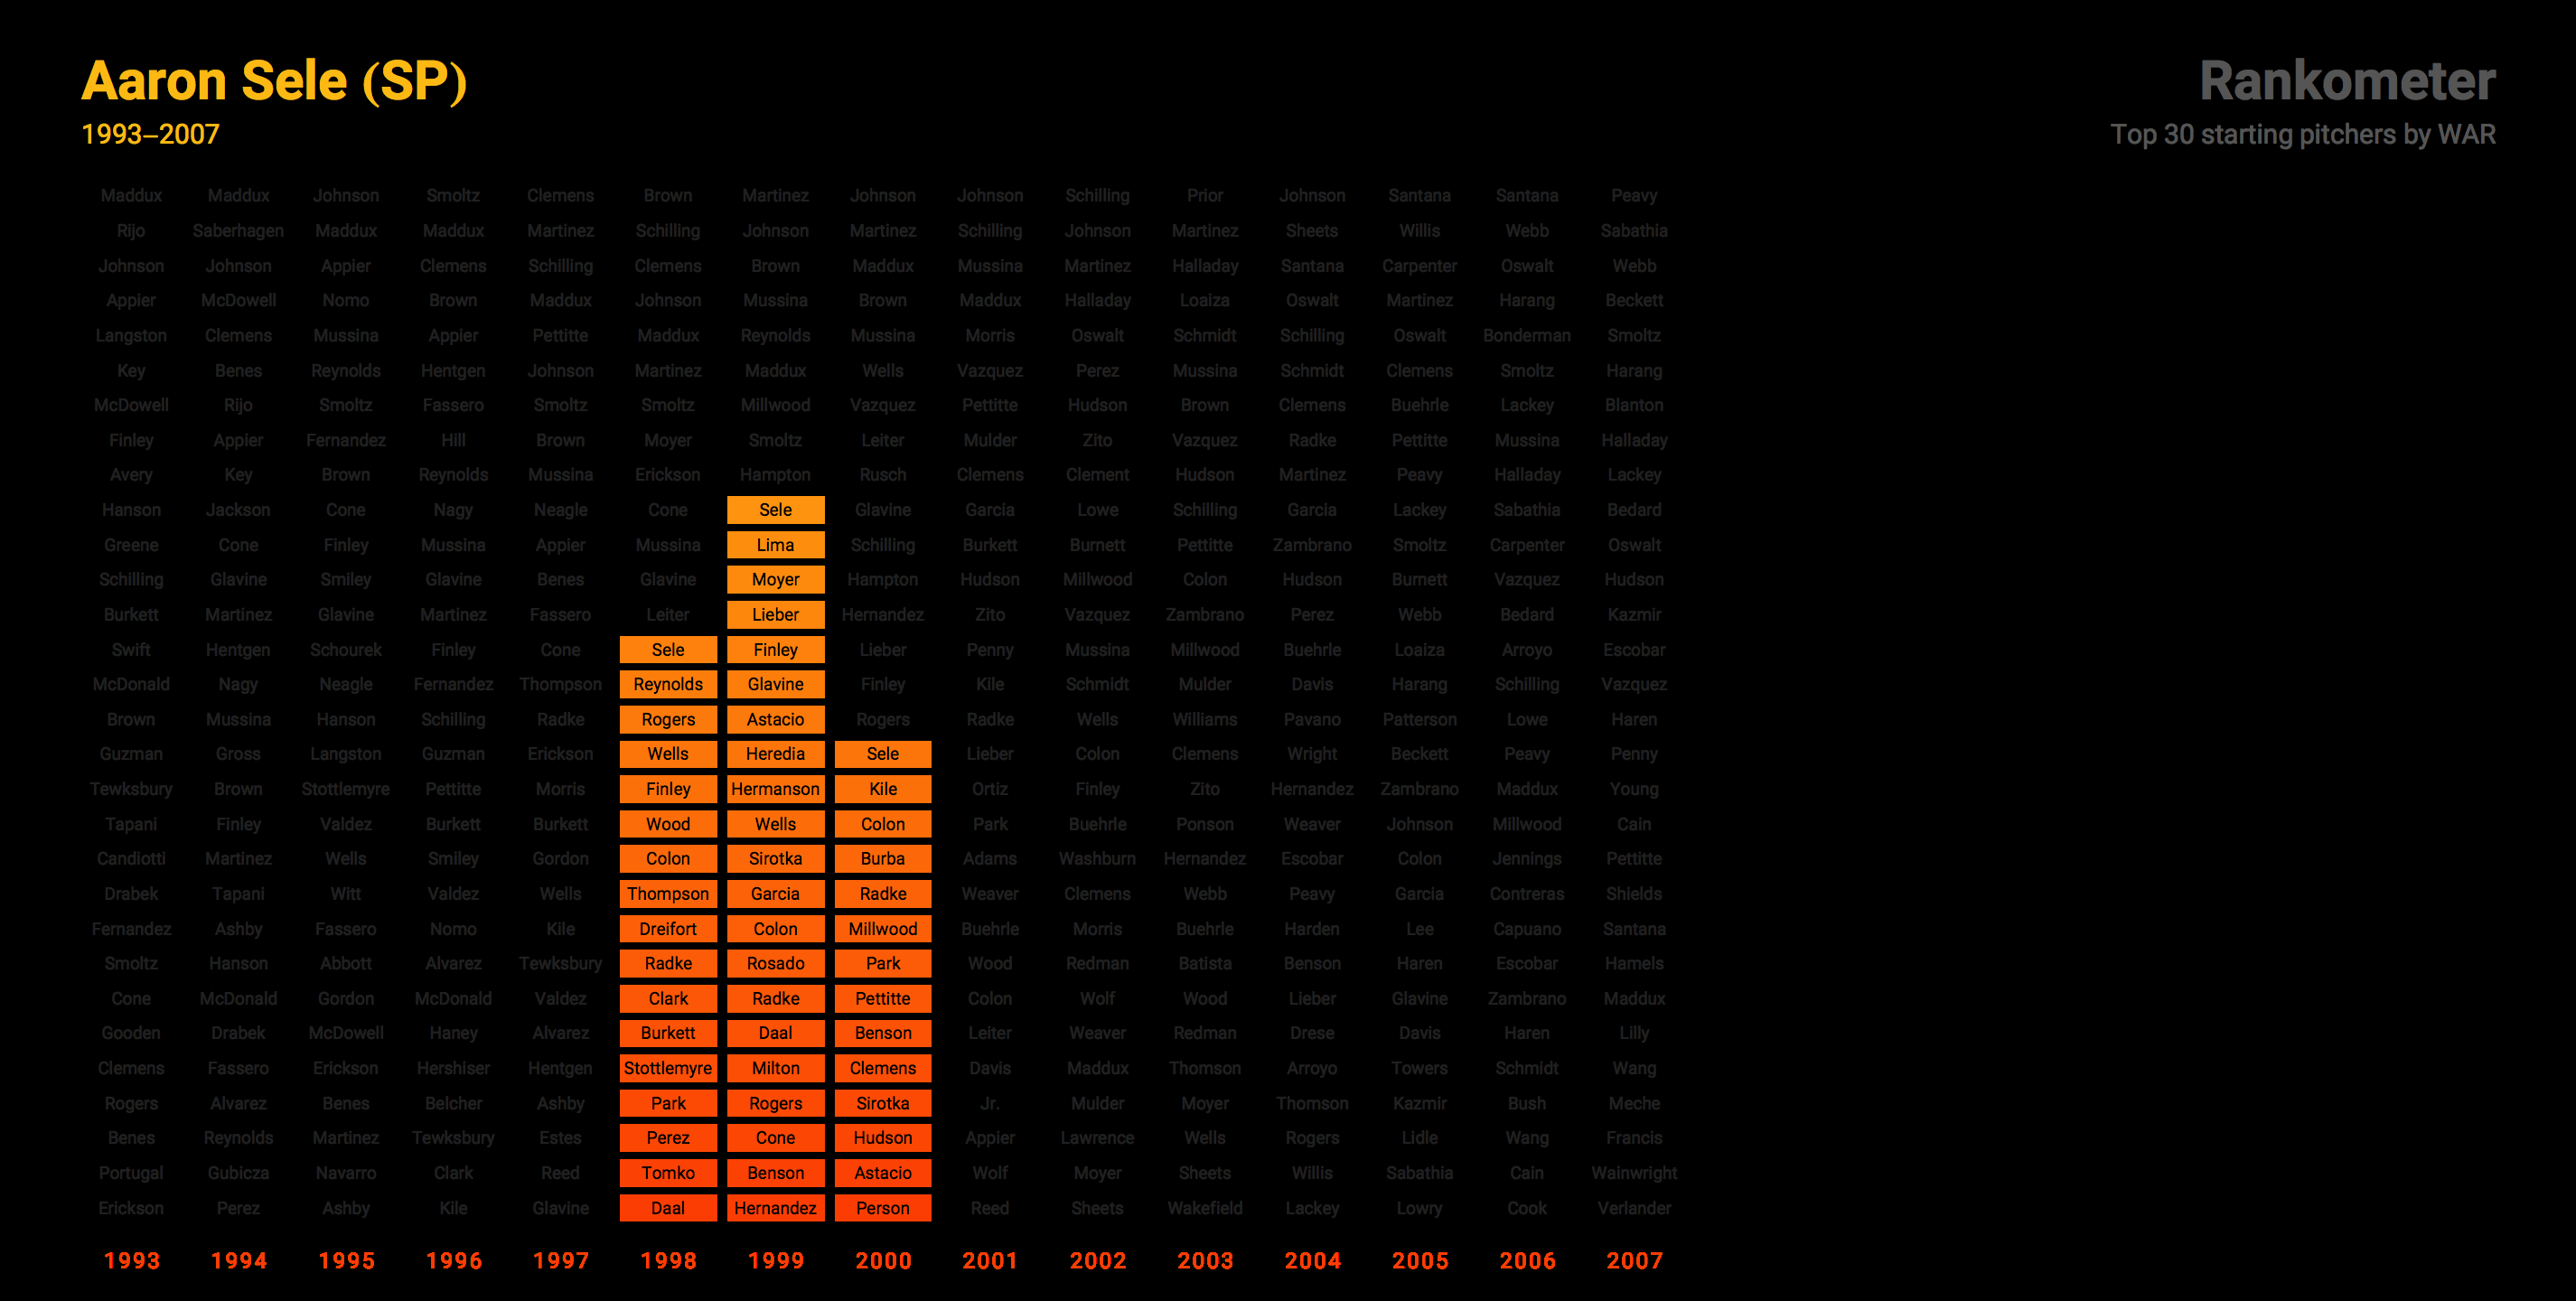 Aaron Sele (SP)
1993–2007
Rankometer
Top 30 starting pitchers by WAR
Maddux Maddux Johnson Smoltz Clemens Brown Martinez Johnson Johnson Schilling Prior Johnson Santana Santana Peavy
Rijo Saberhagen Maddux Maddux Martinez Schilling Johnson Martinez Schilling Johnson Martinez Sheets Willis Webb Sabathia
Johnson Johnson Appier Clemens Schilling Clemens Brown Maddux Mussina Martinez Halladay Santana Carpenter Oswalt Webb
Appier McDowell Nomo Brown Maddux Johnson Mussina Brown Maddux Halladay Loaiza Oswalt Martinez Harang Beckett
Langston Clemens Mussina Appier Pettitte Maddux Reynolds Mussina Morris Oswalt Schmidt Schilling Oswalt Bonderman Smoltz
Key Benes Reynolds Hentgen Johnson Martinez Maddux Wells Vazquez Perez Mussina Schmidt Clemens Smoltz Harang
McDowell Rijo Smoltz Fassero Smoltz Smoltz Millwood Vazquez Pettitte Hudson Brown Clemens Buehrle Lackey Blanton
Finley Appier Fernandez Hill Brown Moyer Smoltz Leiter Mulder Zito Vazquez Radke Pettitte Mussina Halladay
Avery Key Brown Reynolds Mussina Erickson Hampton Rusch Clemens Clement Hudson Martinez Peavy Halladay Lackey
Hanson Jackson Cone Nagy Neagle Cone Sele Glavine Garcia Lowe Schilling Garcia Lackey Sabathia Bedard
Greene Cone Finley Mussina Appier Mussina Lima Schilling Burkett Burnett Pettitte Zambrano Smoltz Carpenter Oswalt
Schilling Glavine Smiley Glavine Benes Glavine Moyer Hampton Hudson Millwood Colon Hudson Burnett Vazquez Hudson
Burkett Martinez Glavine Martinez Fassero Leiter Lieber Hernandez Zito Vazquez Zambrano Perez Webb Bedard Kazmir
Swift Hentgen Schourek Finley Cone Sele Finley Lieber Penny Mussina Millwood Buehrle Loaiza Arroyo Escobar
McDonald Nagy Neagle Fernandez Thompson Reynolds Glavine Finley Kile Schmidt Mulder Davis Harang Schilling Vazquez
Brown Mussina Hanson Schilling Radke Rogers Astacio Rogers Radke Wells Williams Pavano Patterson Lowe Haren
Guzman Gross Langston Guzman Erickson Wells Heredia Sele Lieber Colon Clemens Wright Beckett Peavy Penny
Tewksbury Brown Stottlemyre Pettitte Morris Finley Hermanson Kile Ortiz Finley Zito Hernandez Zambrano Maddux Young
Tapani Finley Valdez Burkett Burkett Wood Wells Colon Park Buehrle Ponson Weaver Johnson Millwood Cain
Candiotti Martinez Wells Smiley Gordon Colon Sirotka Burba Adams Washburn Hernandez Escobar Colon Jennings Pettitte
Drabek Tapani Witt Valdez Wells Thompson Garcia Radke Weaver Clemens Webb Peavy Garcia Contreras Shields
Fernandez Ashby Fassero Nomo Kile Dreifort Colon Millwood Buehrle Morris Buehrle Harden Lee Capuano Santana
Smoltz Hanson Abbott Alvarez Tewksbury Radke Rosado Park Wood Redman Batista Benson Haren Escobar Hamels
Cone McDonald Gordon McDonald Valdez Clark Radke Pettitte Colon Wolf Wood Lieber Glavine Zambrano Maddux
Gooden Drabek McDowell Haney Alvarez Burkett Daal Benson Leiter Weaver Redman Drese Davis Haren Lilly
Clemens Fassero Erickson Hershiser Hentgen Stottlemyre Milton Clemens Davis Maddux Thomson Arroyo Towers Schmidt Wang
Rogers Alvarez Benes Belcher Ashby Park Rogers Sirotka Jr. Mulder Moyer Thomson Kazmir Bush Meche
Benes Reynolds Martinez Tewksbury Estes Perez Cone Hudson Appier Lawrence Wells Rogers Lidle Wang Francis
Portugal Gubicza Navarro Clark Reed Tomko Benson Astacio Wolf Moyer Sheets Willis Sabathia Cain Wainwright
Erickson Perez Ashby Kile Glavine Daal Hernandez Person Reed Sheets Wakefield Lackey Lowry Cook Verlander
1993 1994 1995 1996 1997 1998 1999 2000 2001 2002 2003 2004 2005 2006 2007